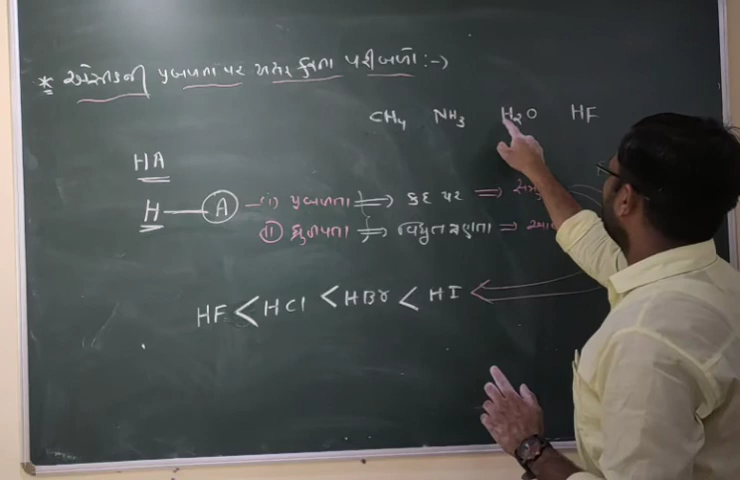 * એસિડની પ્રબળતા પર અસર કરતા પરીબળો :-)
CH4 NH3 H2O HF
HA
H — A — (i) પ્રબળતા => કદ પર =>
(ii) ધ્રુવીયતા => વિદ્યુતઋણતા =>
HF < HCl < HBr < HI